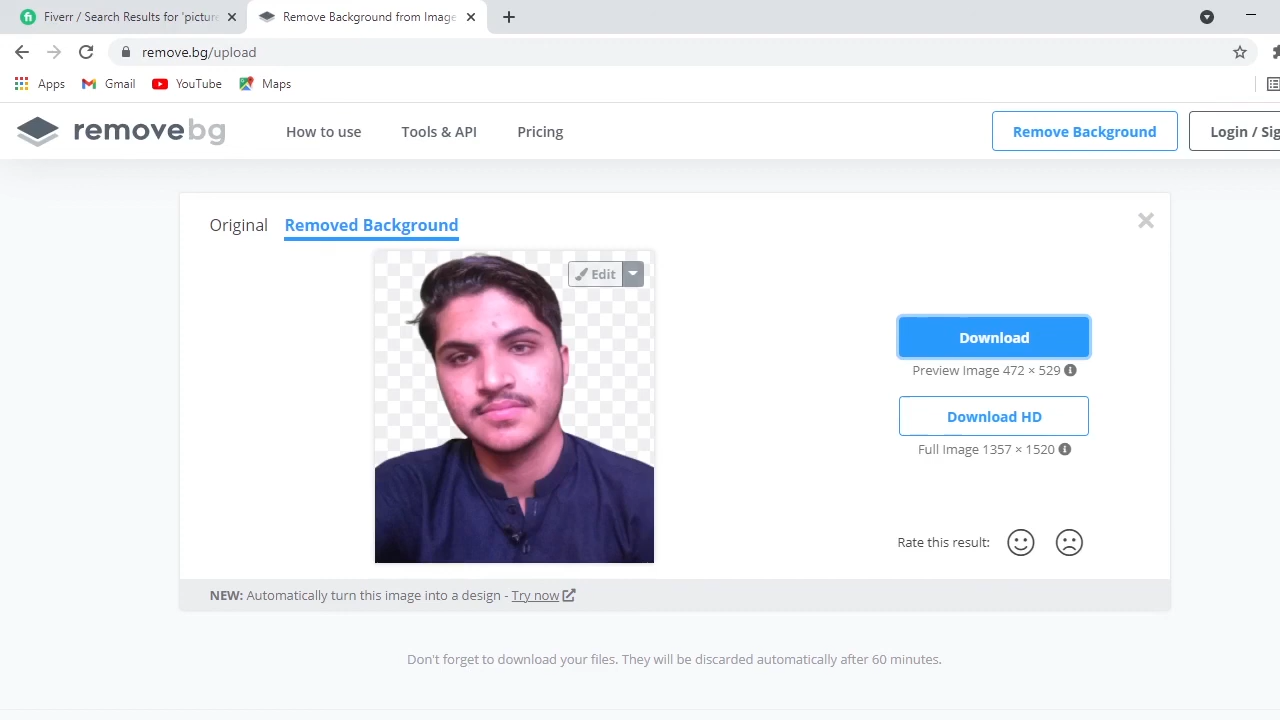 Fiverr / Search Results for 'picture
Remove Background from Image
remove.bg/upload
Apps
Gmail
YouTube
Maps
removebg
How to use
Tools & API
Pricing
Remove Background
Login / Sig
Original
Removed Background
Edit
Download
Preview Image 472 × 529
Download HD
Full Image 1357 × 1520
Rate this result:
NEW: Automatically turn this image into a design - Try now
Don't forget to download your files. They will be discarded automatically after 60 minutes.